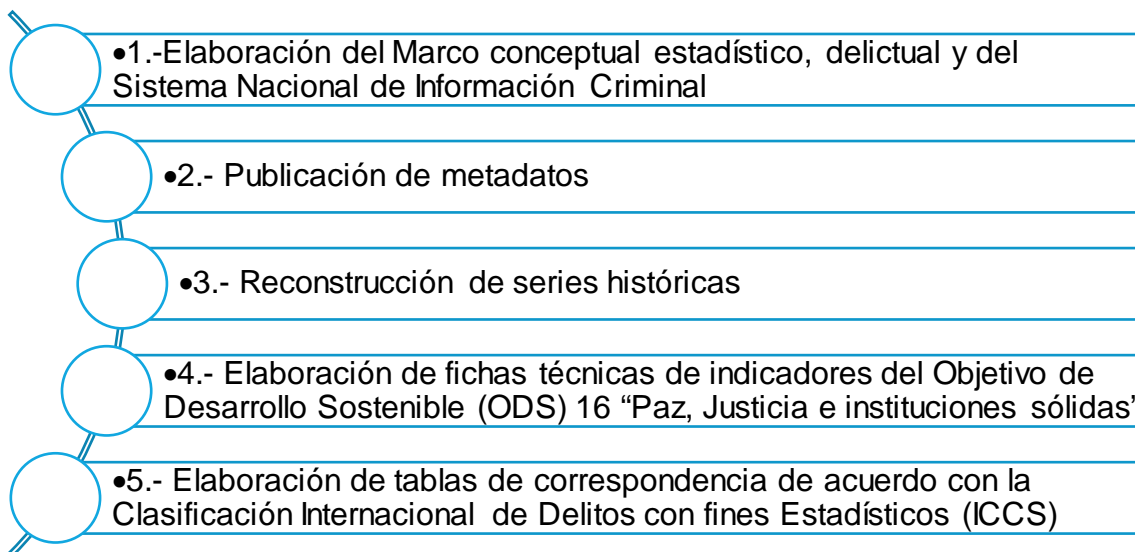 •1.-Elaboración del Marco conceptual estadístico, delictual y del
Sistema Nacional de Información Criminal
•2.- Publicación de metadatos
•3.- Reconstrucción de series históricas
•4.- Elaboración de fichas técnicas de indicadores del Objetivo de
Desarrollo Sostenible (ODS) 16 “Paz, Justicia e instituciones sólidas”
•5.- Elaboración de tablas de correspondencia de acuerdo con la
Clasificación Internacional de Delitos con fines Estadísticos (ICCS)